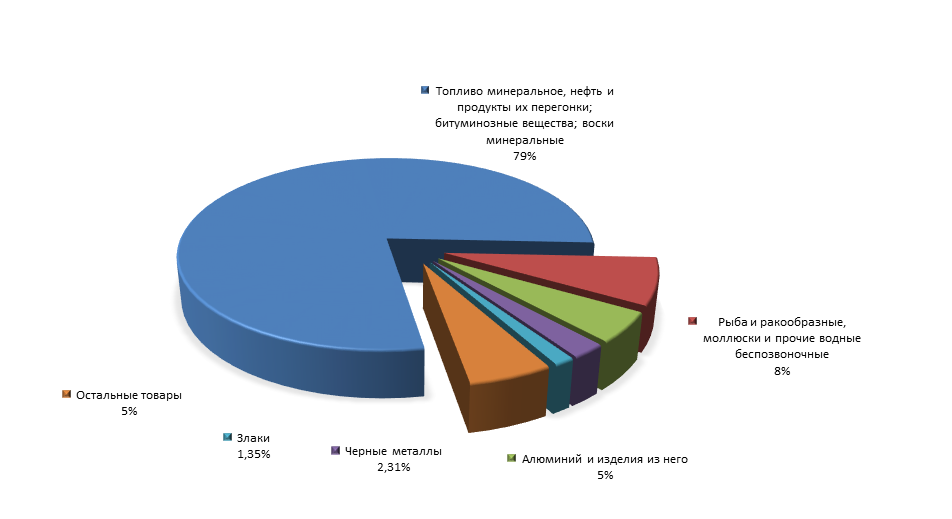 Топливо минеральное, нефть и
продукты их перегонки;
битуминозные вещества; воски
минеральные
79%
Рыба и ракообразные,
моллюски и прочие водные
беспозвоночные
8%
Остальные товары
5%
Злаки
1,35%
Черные металлы
2,31%
Алюминий и изделия из него
5%